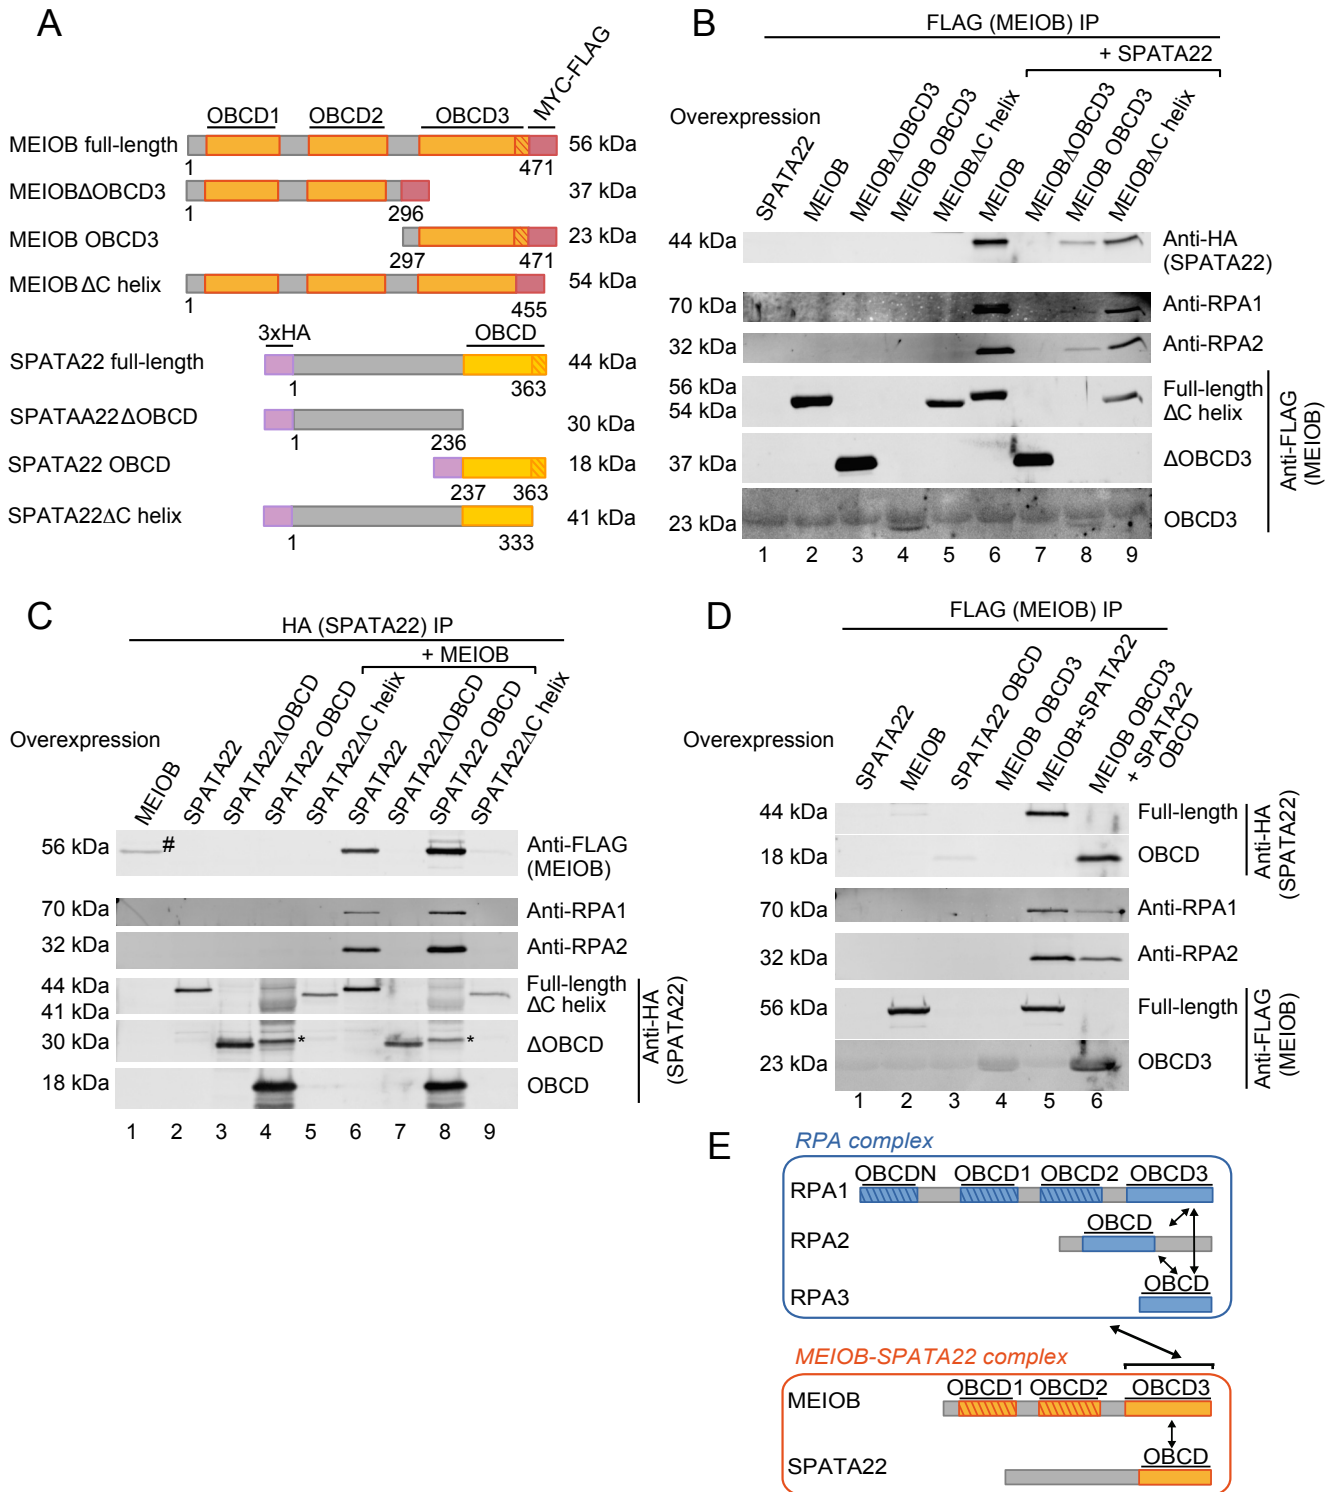 A
OBCD1 OBCD2 OBCD3 MYC-FLAG
MEIOB full-length 56 kDa
1 471
MEIOBΔOBCD3 37 kDa
1 296
MEIOB OBCD3 23 kDa
297 471
MEIOB ΔC helix 54 kDa
1 455
3xHA OBCD
SPATA22 full-length 44 kDa
1 363
SPATAA22ΔOBCD 30 kDa
1 236
SPATA22 OBCD 18 kDa
237 363
SPATA22ΔC helix 41 kDa
1 333
B
FLAG (MEIOB) IP
+ SPATA22
Overexpression
SPATA22
MEIOB
MEIOBΔOBCD3
MEIOB OBCD3
MEIOBΔC helix
MEIOB
MEIOBΔOBCD3
MEIOB OBCD3
MEIOBΔC helix
44 kDa Anti-HA
(SPATA22)
70 kDa Anti-RPA1
32 kDa Anti-RPA2
56 kDa Full-length
54 kDa ΔC helix
37 kDa ΔOBCD3
23 kDa OBCD3
Anti-FLAG
(MEIOB)
1 2 3 4 5 6 7 8 9
C
HA (SPATA22) IP
+ MEIOB
Overexpression
MEIOB
SPATA22
SPATA22ΔOBCD
SPATA22 OBCD
SPATA22ΔC helix
SPATA22
SPATA22ΔOBCD
SPATA22 OBCD
SPATA22ΔC helix
56 kDa # Anti-FLAG
(MEIOB)
70 kDa Anti-RPA1
32 kDa Anti-RPA2
44 kDa Full-length
41 kDa ΔC helix
30 kDa * * ΔOBCD
18 kDa OBCD
Anti-HA
(SPATA22)
1 2 3 4 5 6 7 8 9
D
FLAG (MEIOB) IP
Overexpression
SPATA22
MEIOB
SPATA22 OBCD
MEIOB OBCD3
MEIOB+SPATA22
MEIOB OBCD3
+ SPATA22
OBCD
44 kDa Full-length
18 kDa OBCD
Anti-HA
(SPATA22)
70 kDa Anti-RPA1
32 kDa Anti-RPA2
56 kDa Full-length
23 kDa OBCD3
Anti-FLAG
(MEIOB)
1 2 3 4 5 6
E
RPA complex
OBCDN OBCD1 OBCD2 OBCD3
RPA1
OBCD
RPA2
OBCD
RPA3
MEIOB-SPATA22 complex
OBCD1 OBCD2 OBCD3
MEIOB
OBCD
SPATA22